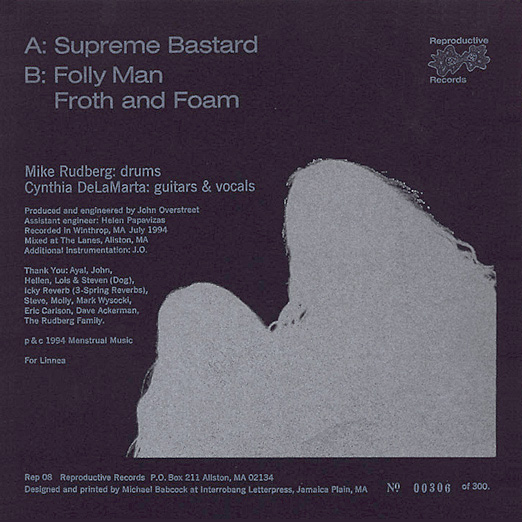 A: Supreme Bastard
B: Folly Man
Froth and Foam
Reproductive
Records
Mike Rudberg: drums
Cynthia DeLaMarta: guitars & vocals
Produced and engineered by John Overstreet
Assistant engineer: Helen Papavizas
Recorded in Winthrop, MA July 1994
Mixed at The Lanes, Allston, MA
Additional Instrumentation: J.O.
Thank You: Ayal, John,
Hellen, Lois & Steven (Dog),
Icky Reverb (3-Spring Reverbs),
Steve, Molly, Mark Wysocki,
Eric Carlson, Dave Ackerman,
The Rudberg Family.
p & c 1994 Menstrual Music
For Linnea
Rep 08 Reproductive Records P.O. Box 211 Allston, MA 02134
Designed and printed by Michael Babcock at Interrobang Letterpress, Jamaica Plain, MA
Nº 00306 of 300.